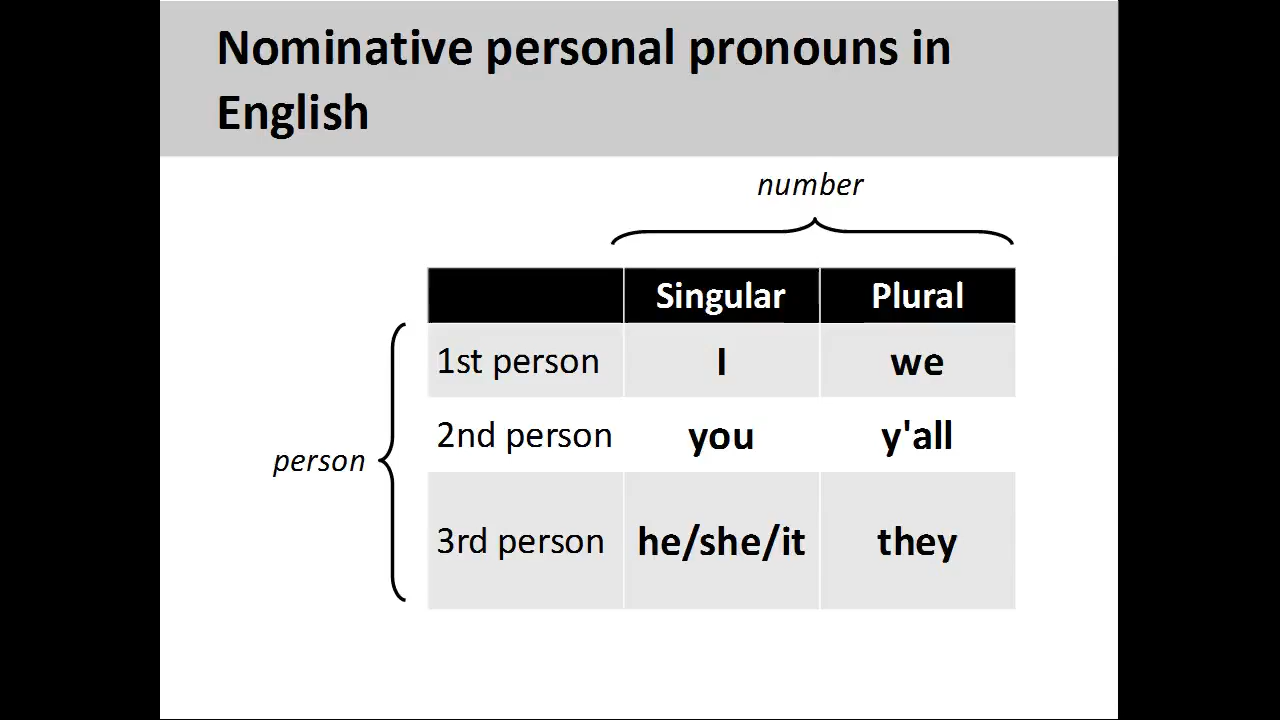 Nominative personal pronouns in
English
number
Singular Plural
1st person I we
2nd person you y'all
person
3rd person he/she/it they